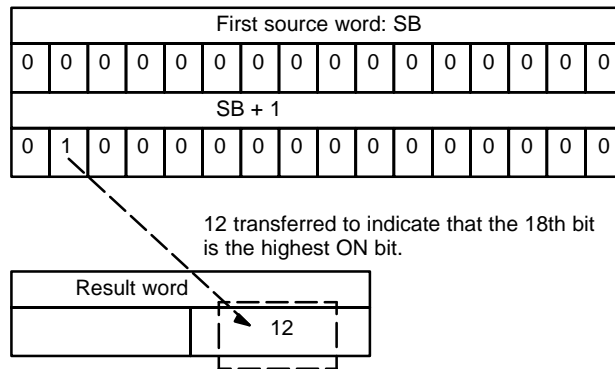 First source word: SB
0 0 0 0 0 0 0 0 0 0 0 0 0 0 0 0
SB + 1
0 1 0 0 0 0 0 0 0 0 0 0 0 0 0 0
12 transferred to indicate that the 18th bit
is the highest ON bit.
Result word
12